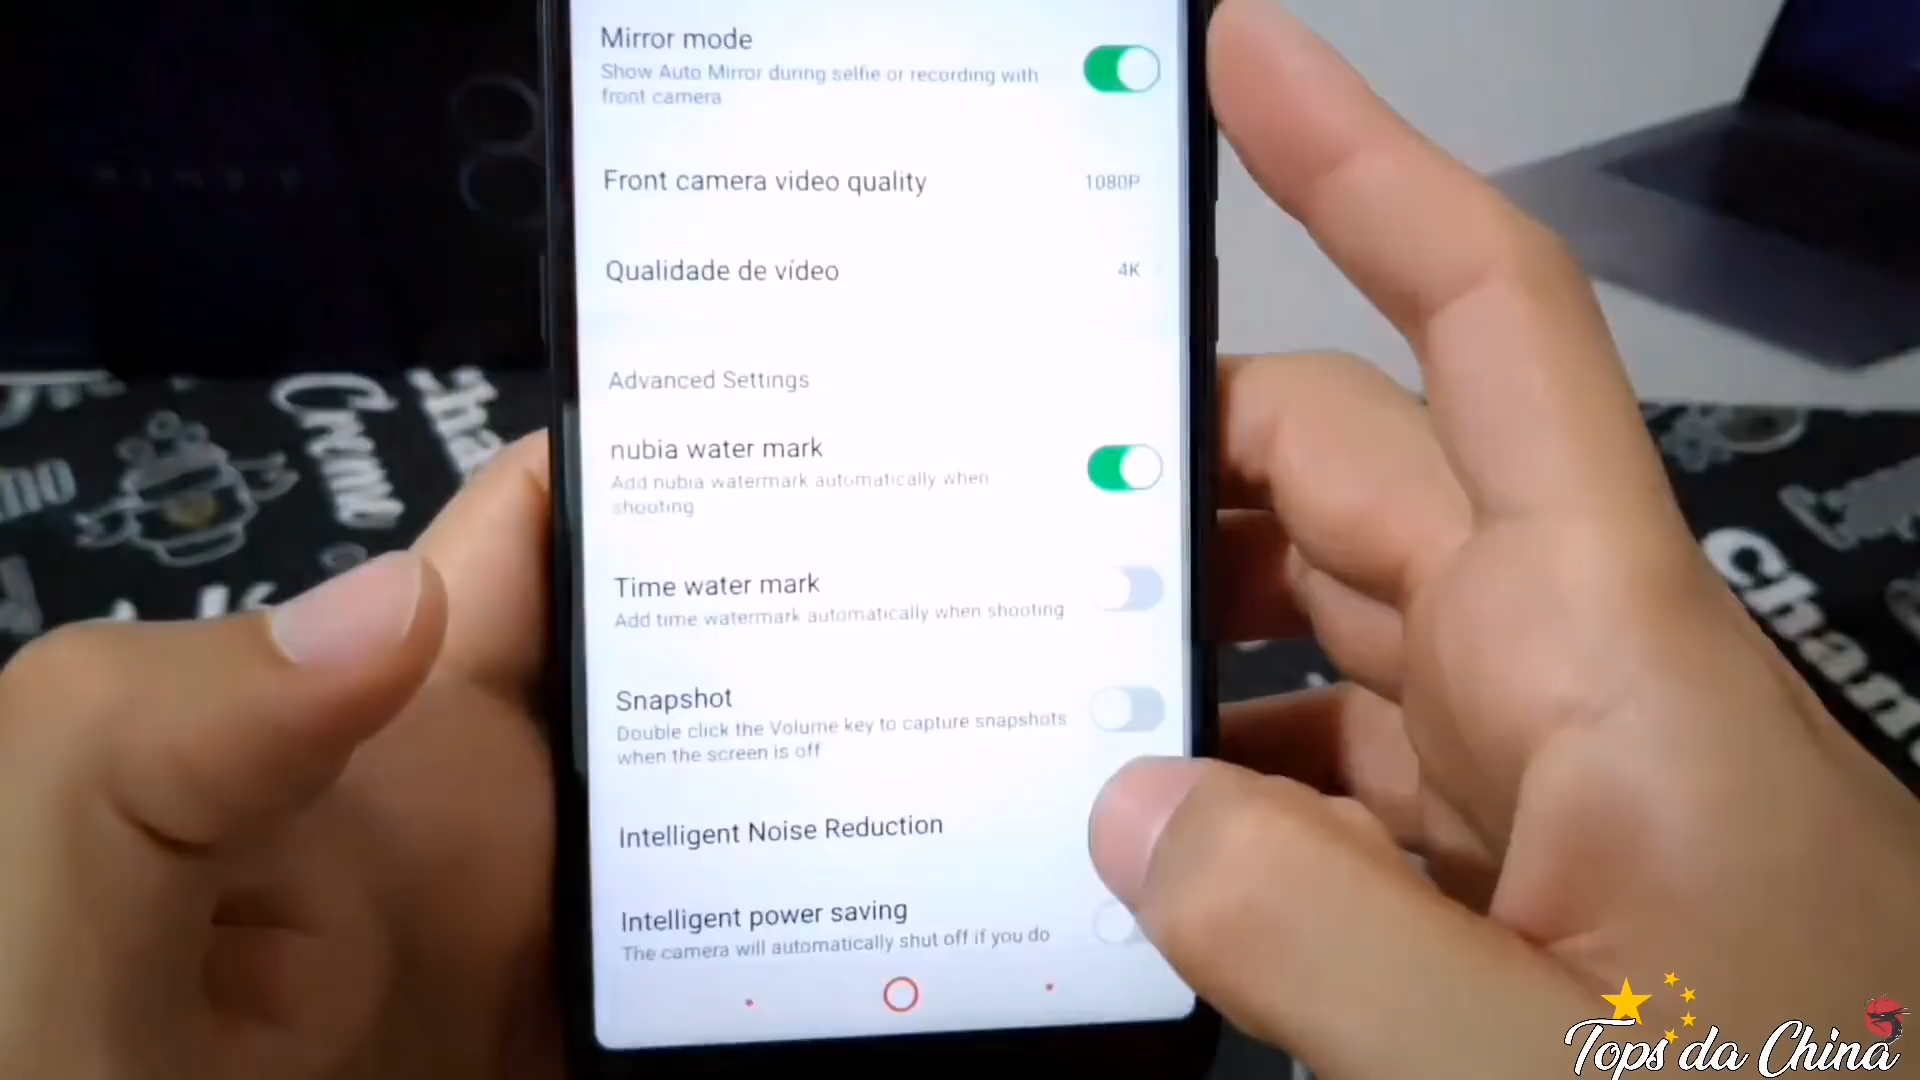 Mirror mode
Show Auto Mirror during selfie or recording with
front camera
Front camera video quality
1080P
Qualidade de vídeo
4K
Advanced Settings
nubia water mark
Add nubia watermark automatically when
shooting
Time water mark
Add time watermark automatically when shooting
Snapshot
Double click the Volume key to capture snapshots
when the screen is off
Intelligent Noise Reduction
Intelligent power saving
The camera will automatically shut off if you do
Creme
Cham
Tops da China